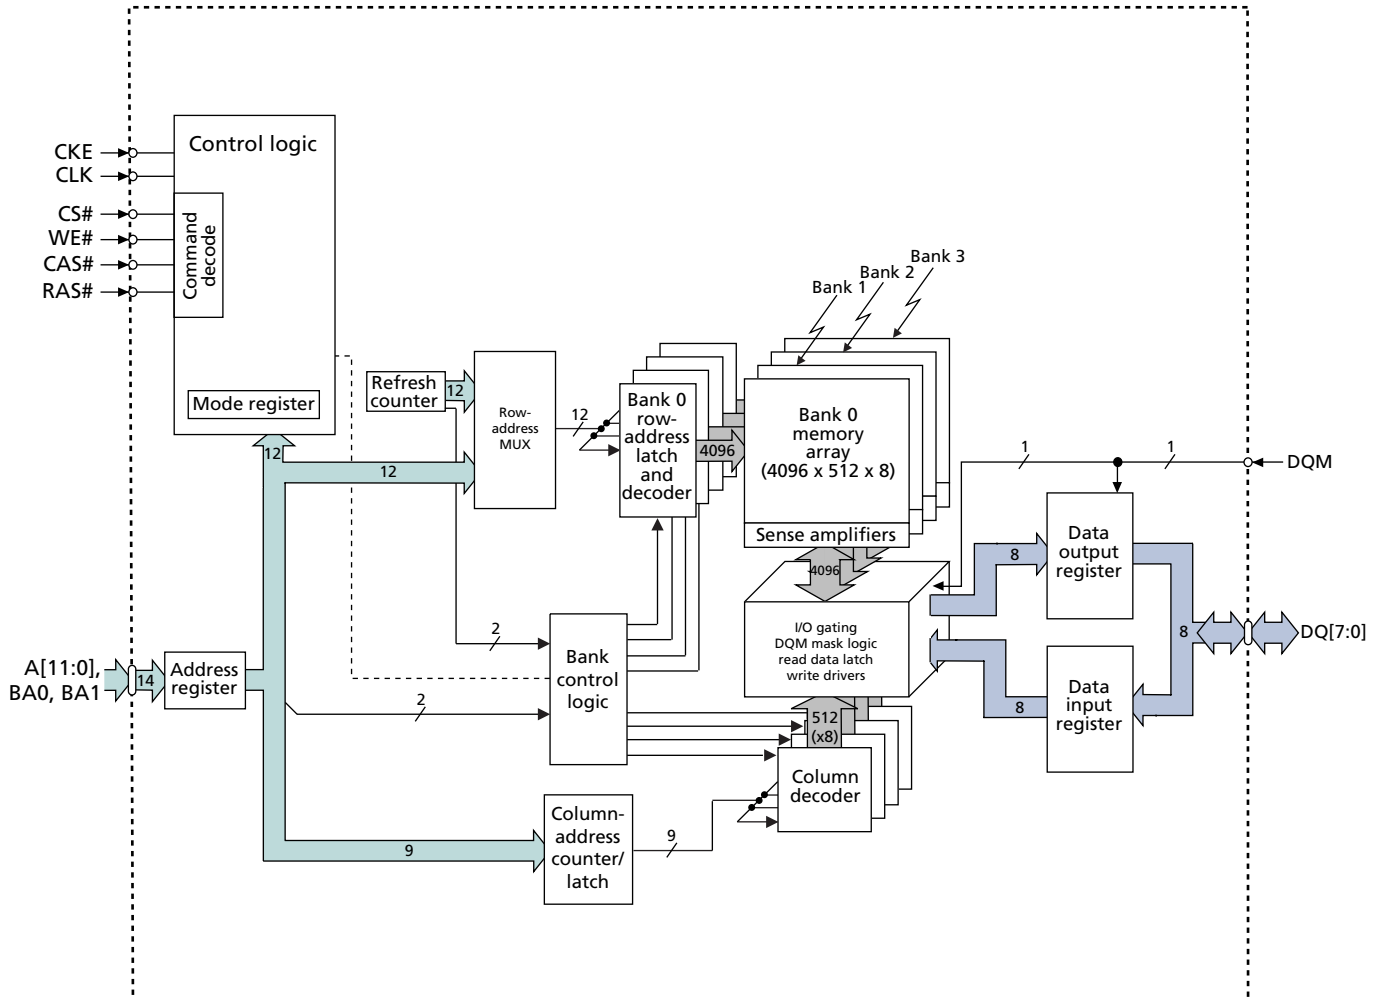 Control logic
CKE
CLK
CS#
WE#
CAS#
RAS#
Command
decode
Mode register
12
12
Refresh
counter
12
Row-
address
MUX
12
Bank 0
row-
address
latch
and
decoder
4096
Bank 3
Bank 2
Bank 1
Bank 0
memory
array
(4096 x 512 x 8)
Sense amplifiers
4096
I/O gating
DQM mask logic
read data latch
write drivers
512
(x8)
Column
decoder
1
1
DQM
Data
output
register
8
8
DQ[7:0]
Data
input
register
8
A[11:0],
BA0, BA1
14
Address
register
2
2
Bank
control
logic
9
Column-
address
counter/
latch
9